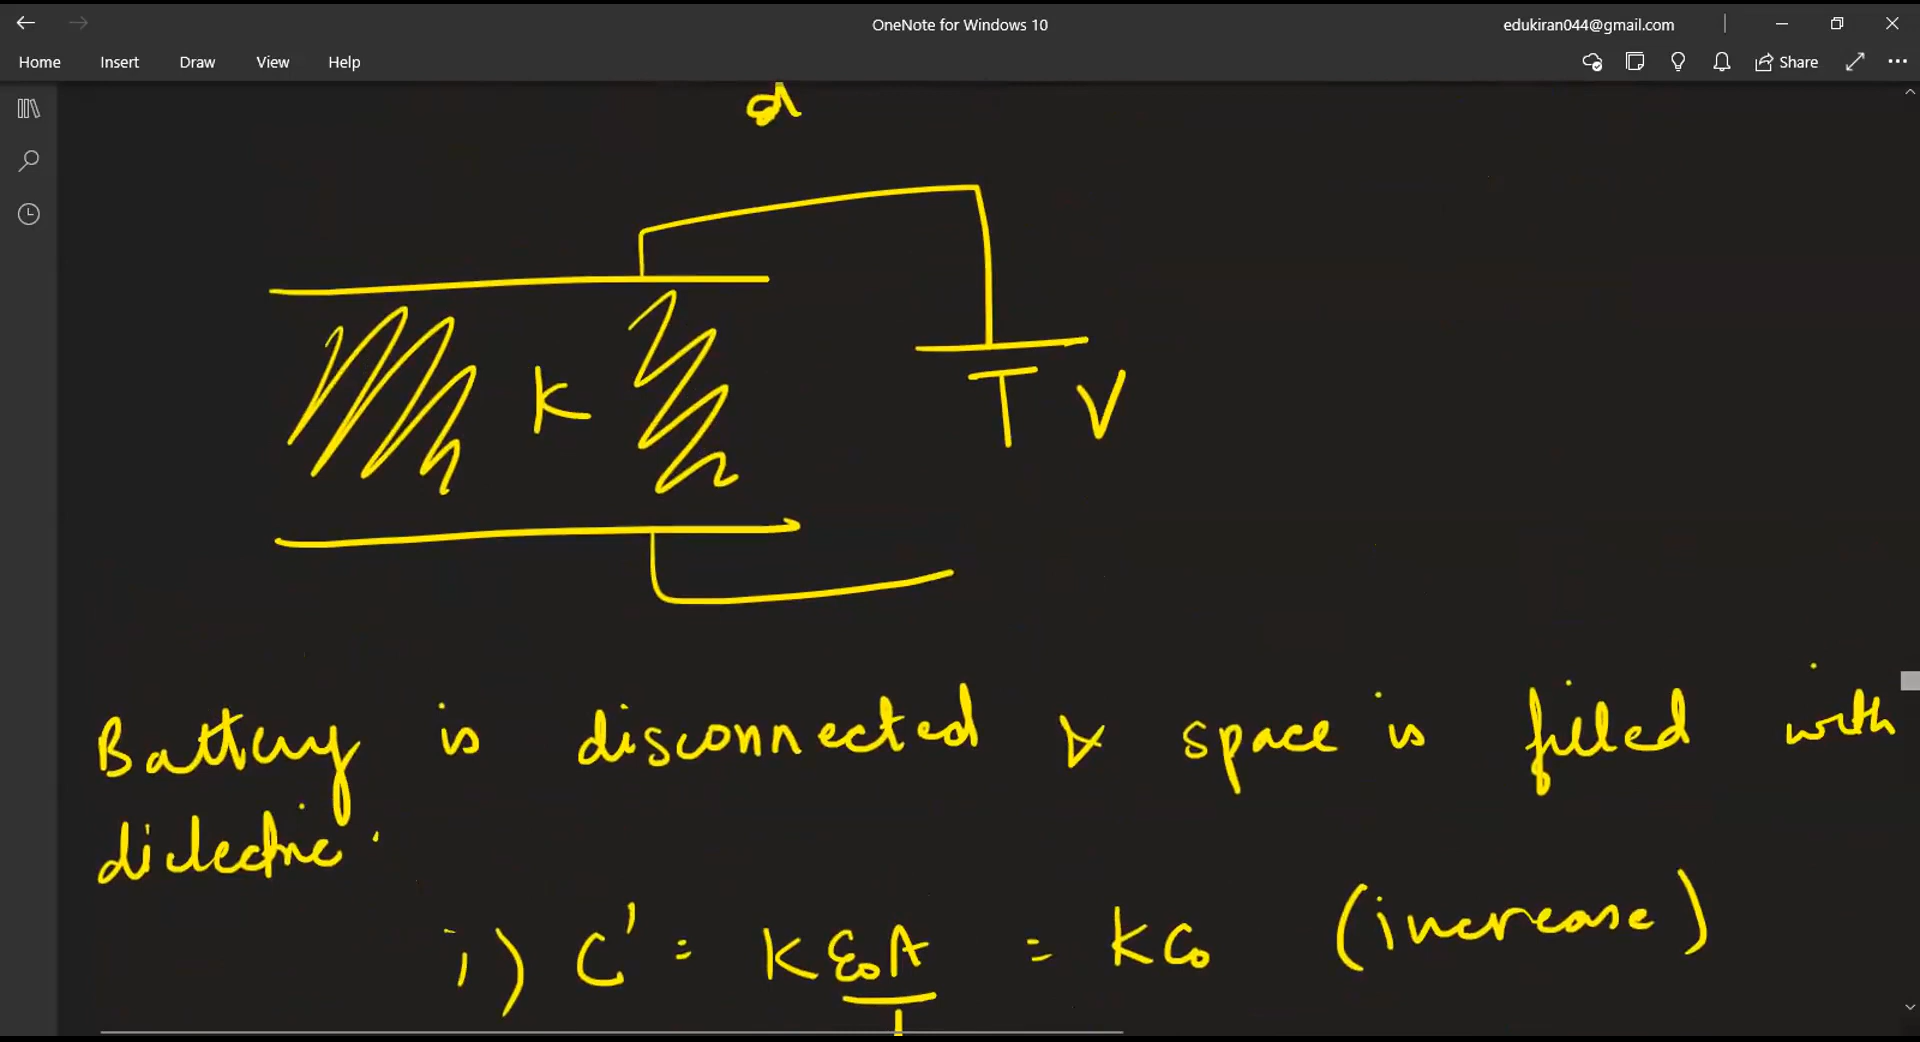 OneNote for Windows 10
edukiran044@gmail.com
Home Insert Draw View Help
Share
d
K
V
Battery is disconnected & space is filled with
dielectric.
i) C' = Kε₀A = KC₀ (increase)